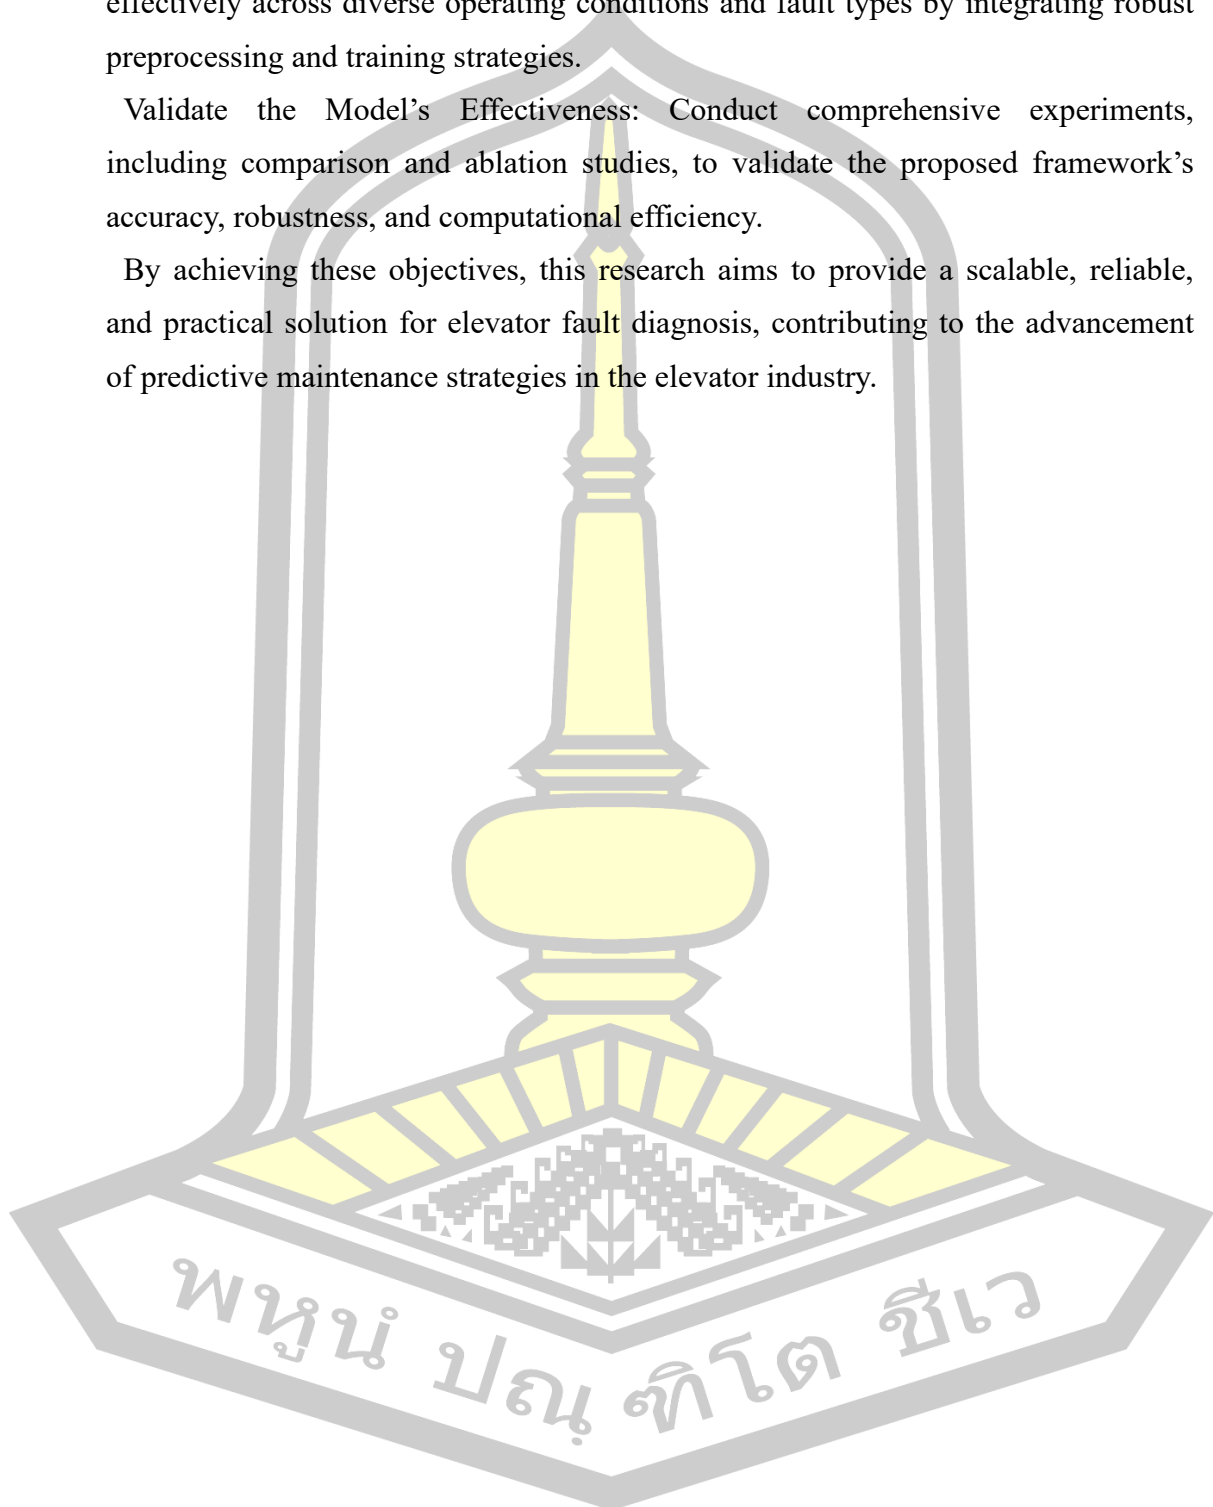 effectively across diverse operating conditions and fault types by integrating robust
preprocessing and training strategies.
Validate the Model’s Effectiveness: Conduct comprehensive experiments,
including comparison and ablation studies, to validate the proposed framework’s
accuracy, robustness, and computational efficiency.
By achieving these objectives, this research aims to provide a scalable, reliable,
and practical solution for elevator fault diagnosis, contributing to the advancement
of predictive maintenance strategies in the elevator industry.
พหูนํ ปณฺฑิโต ชีเว